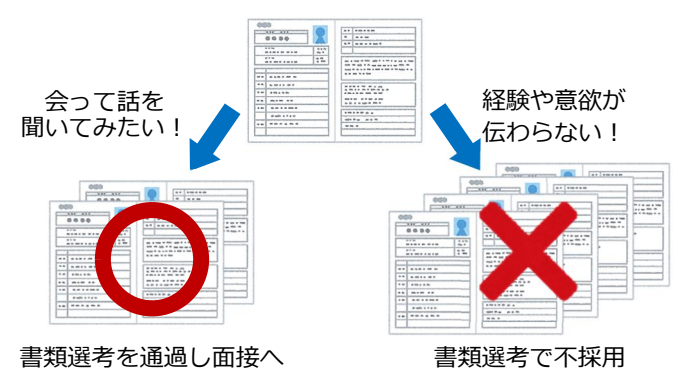 会って話を
聞いてみたい！
経験や意欲が
伝わらない！
書類選考を通過し面接へ
書類選考で不採用